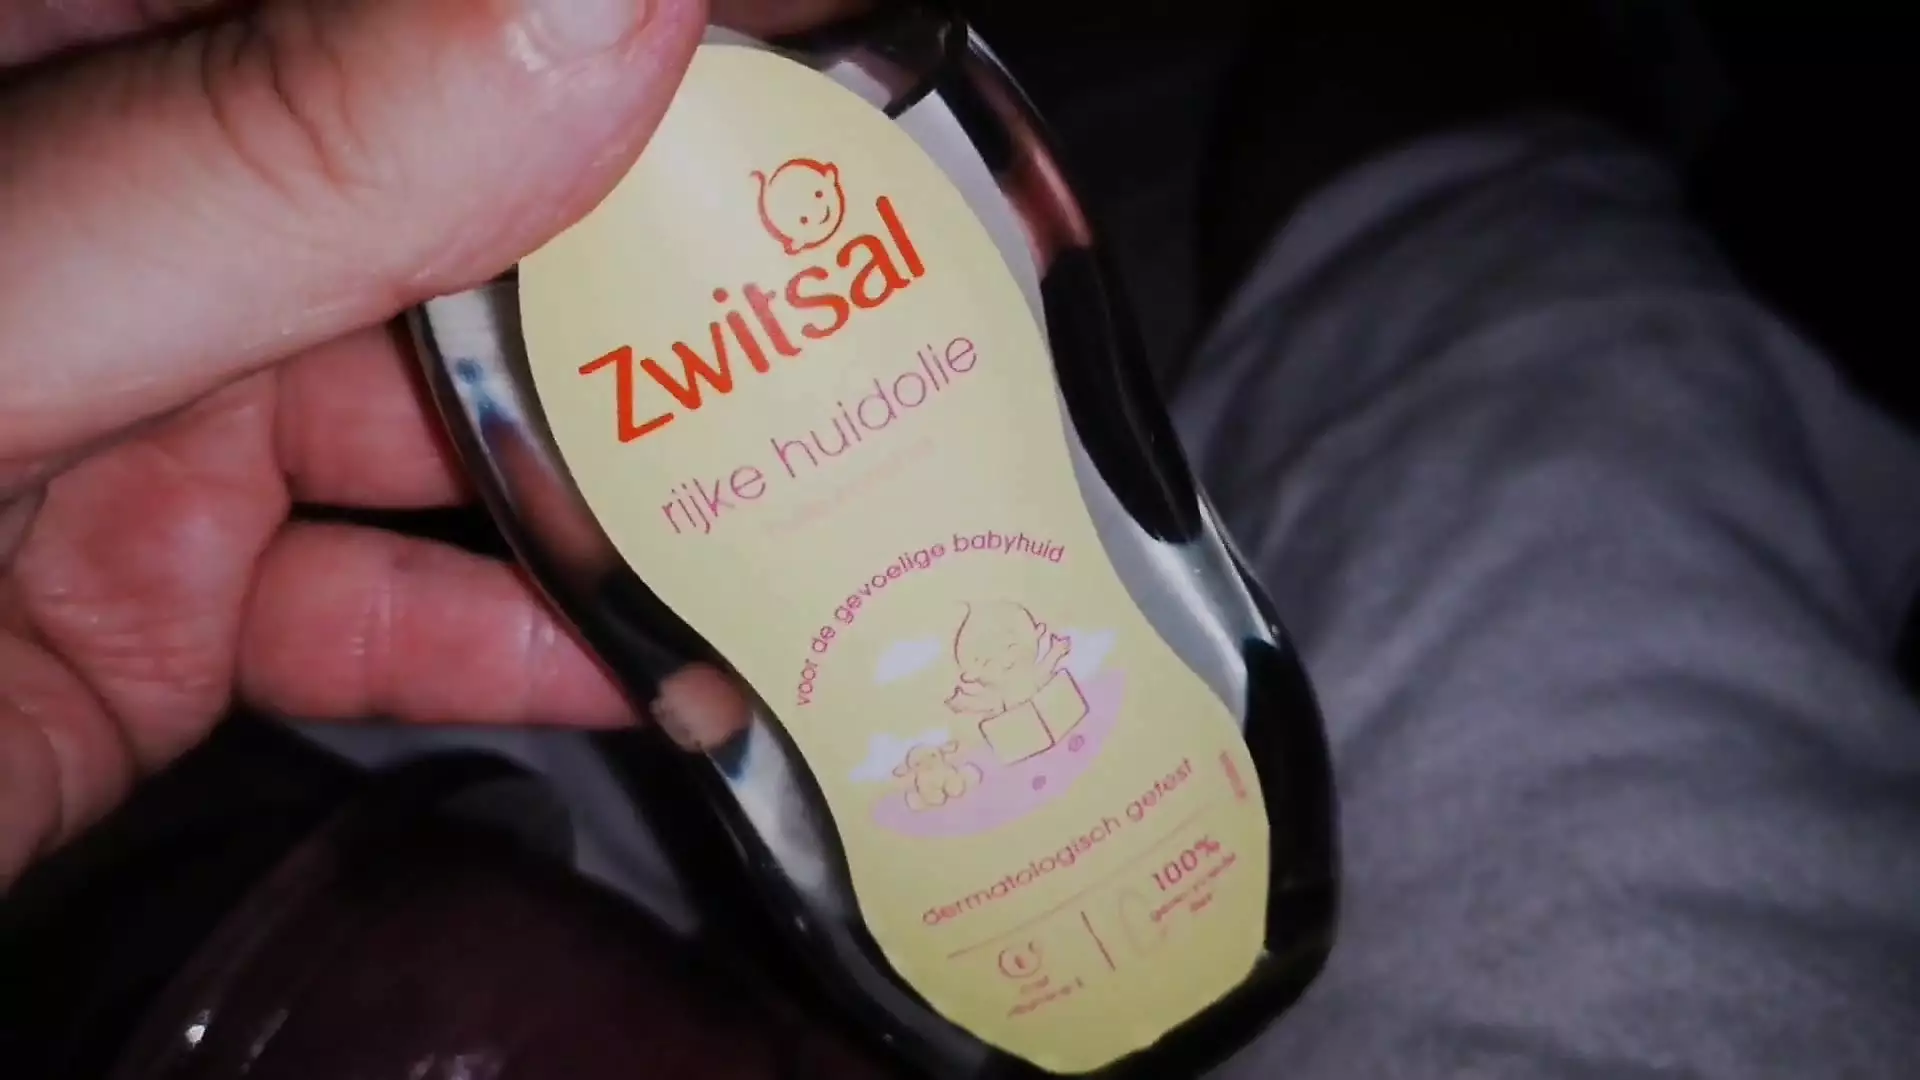 Zwitsal
rijke huidolie
voor de gevoelige babyhuid
dermatologisch getest
100%